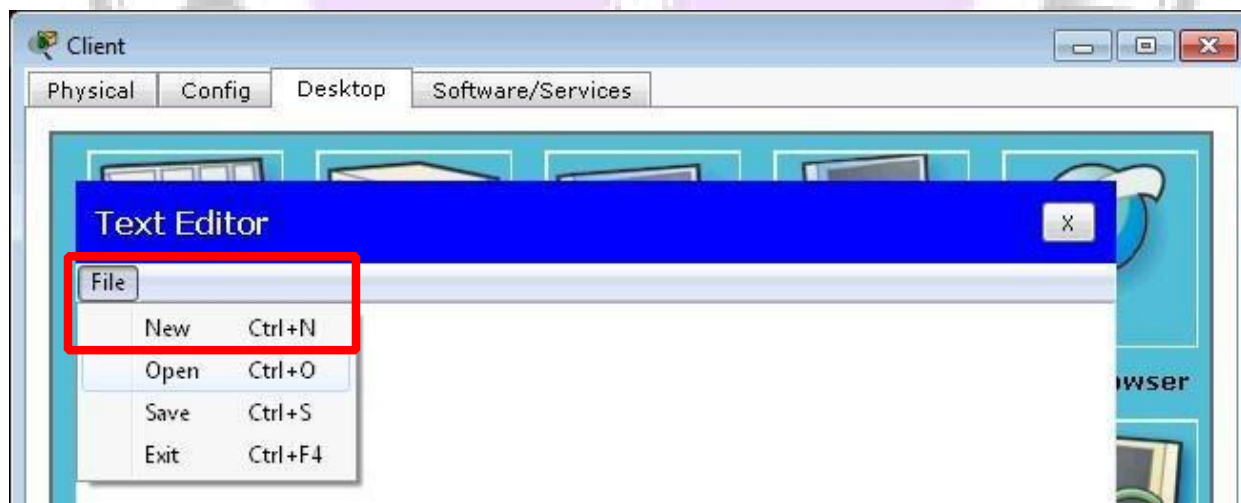 Client
Physical Config Desktop Software/Services
Text Editor X
File
New Ctrl+N
Open Ctrl+O
Save Ctrl+S
Exit Ctrl+F4
owser